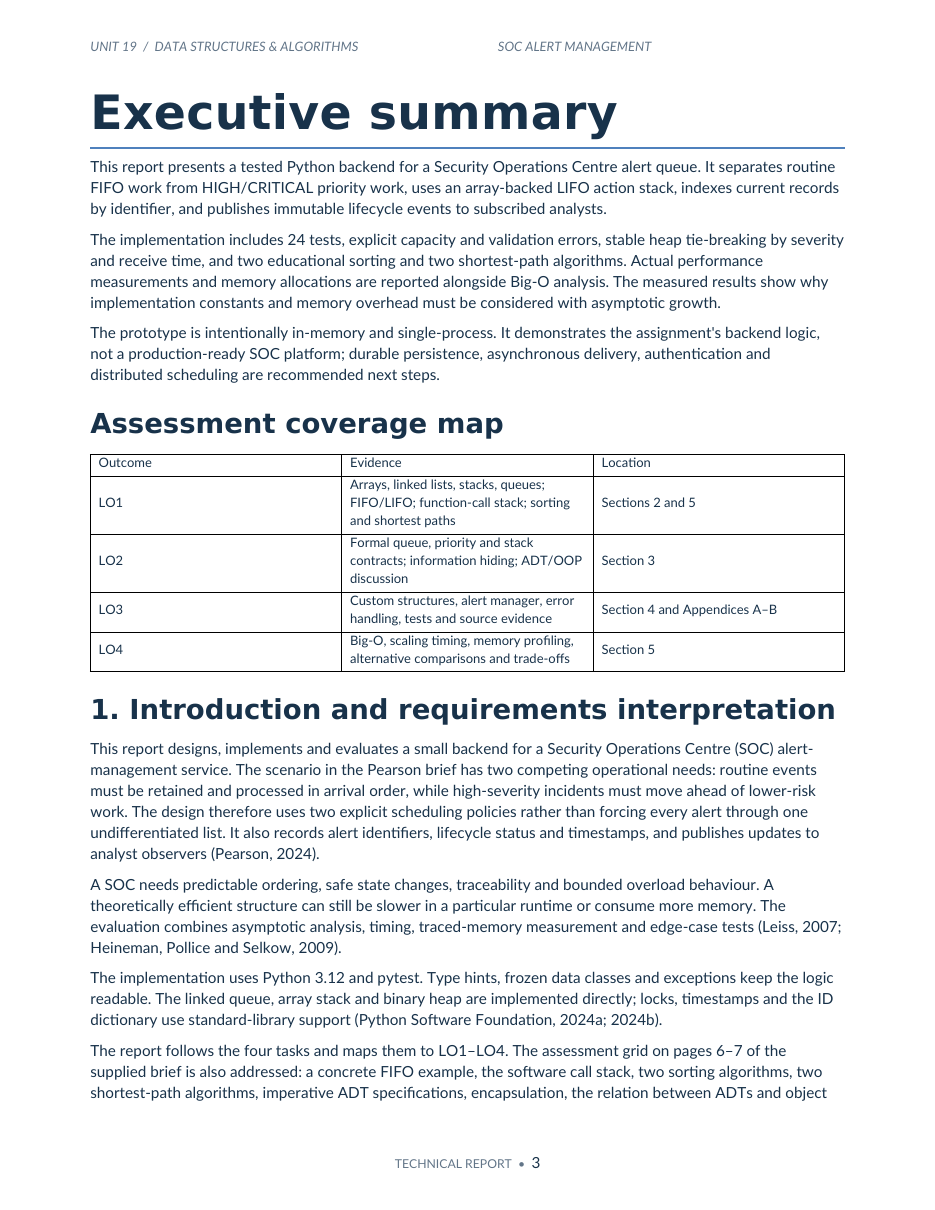 UNIT 19 / DATA STRUCTURES & ALGORITHMS SOC ALERT MANAGEMENT
Executive summary
This report presents a tested Python backend for a Security Operations Centre alert queue. It separates routine
FIFO work from HIGH/CRITICAL priority work, uses an array-backed LIFO action stack, indexes current records
by identifier, and publishes immutable lifecycle events to subscribed analysts.
The implementation includes 24 tests, explicit capacity and validation errors, stable heap tie-breaking by severity
and receive time, and two educational sorting and two shortest-path algorithms. Actual performance
measurements and memory allocations are reported alongside Big-O analysis. The measured results show why
implementation constants and memory overhead must be considered with asymptotic growth.
The prototype is intentionally in-memory and single-process. It demonstrates the assignment's backend logic,
not a production-ready SOC platform; durable persistence, asynchronous delivery, authentication and
distributed scheduling are recommended next steps.
Assessment coverage map
Outcome Evidence Location
LO1 Arrays, linked lists, stacks, queues;
FIFO/LIFO; function-call stack; sorting
and shortest paths Sections 2 and 5
LO2 Formal queue, priority and stack
contracts; information hiding; ADT/OOP
discussion Section 3
LO3 Custom structures, alert manager, error
handling, tests and source evidence Section 4 and Appendices A–B
LO4 Big-O, scaling timing, memory profiling,
alternative comparisons and trade-offs Section 5
1. Introduction and requirements interpretation
This report designs, implements and evaluates a small backend for a Security Operations Centre (SOC) alert-
management service. The scenario in the Pearson brief has two competing operational needs: routine events
must be retained and processed in arrival order, while high-severity incidents must move ahead of lower-risk
work. The design therefore uses two explicit scheduling policies rather than forcing every alert through one
undifferentiated list. It also records alert identifiers, lifecycle status and timestamps, and publishes updates to
analyst observers (Pearson, 2024).
A SOC needs predictable ordering, safe state changes, traceability and bounded overload behaviour. A
theoretically efficient structure can still be slower in a particular runtime or consume more memory. The
evaluation combines asymptotic analysis, timing, traced-memory measurement and edge-case tests (Leiss, 2007;
Heineman, Pollice and Selkow, 2009).
The implementation uses Python 3.12 and pytest. Type hints, frozen data classes and exceptions keep the logic
readable. The linked queue, array stack and binary heap are implemented directly; locks, timestamps and the ID
dictionary use standard-library support (Python Software Foundation, 2024a; 2024b).
The report follows the four tasks and maps them to LO1–LO4. The assessment grid on pages 6–7 of the
supplied brief is also addressed: a concrete FIFO example, the software call stack, two sorting algorithms, two
shortest-path algorithms, imperative ADT specifications, encapsulation, the relation between ADTs and object
TECHNICAL REPORT • 3